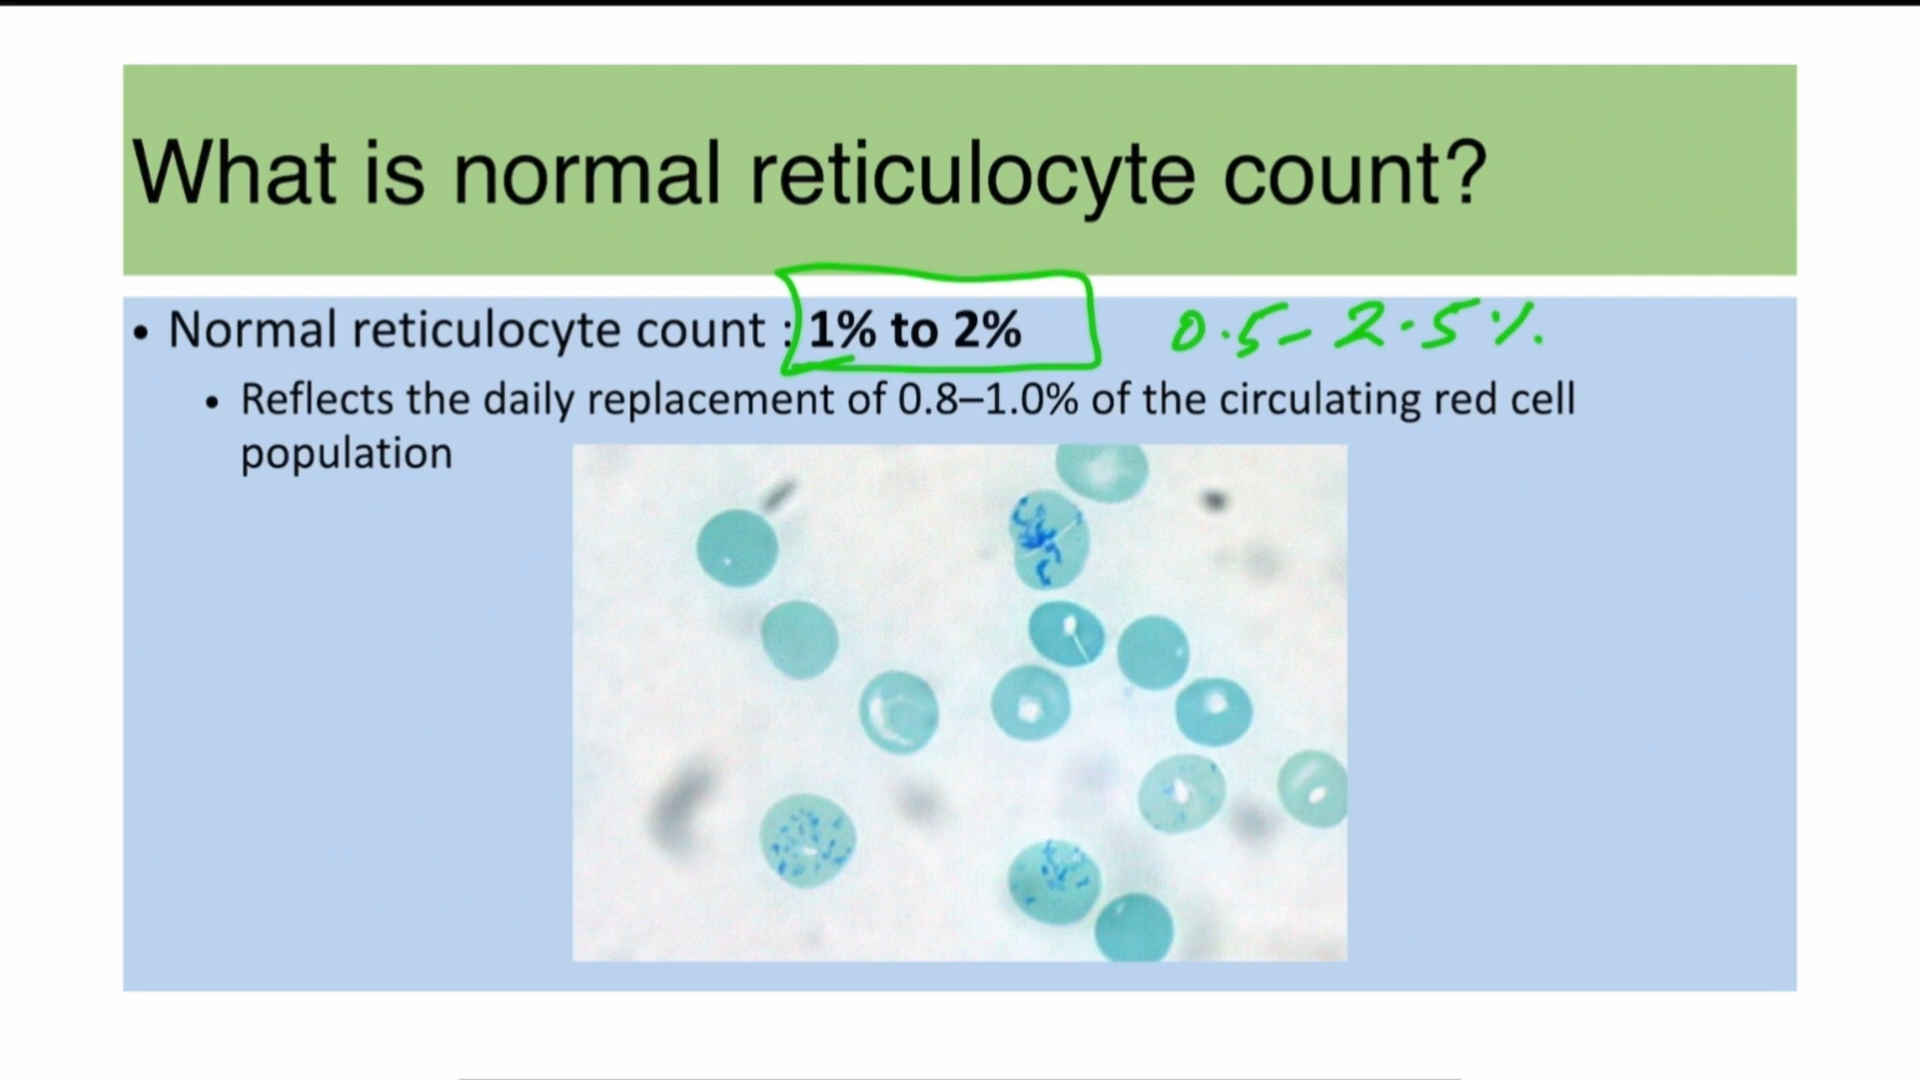 What is normal reticulocyte count?
• Normal reticulocyte count : 1% to 2% 0.5-2.5%.
• Reflects the daily replacement of 0.8–1.0% of the circulating red cell
population